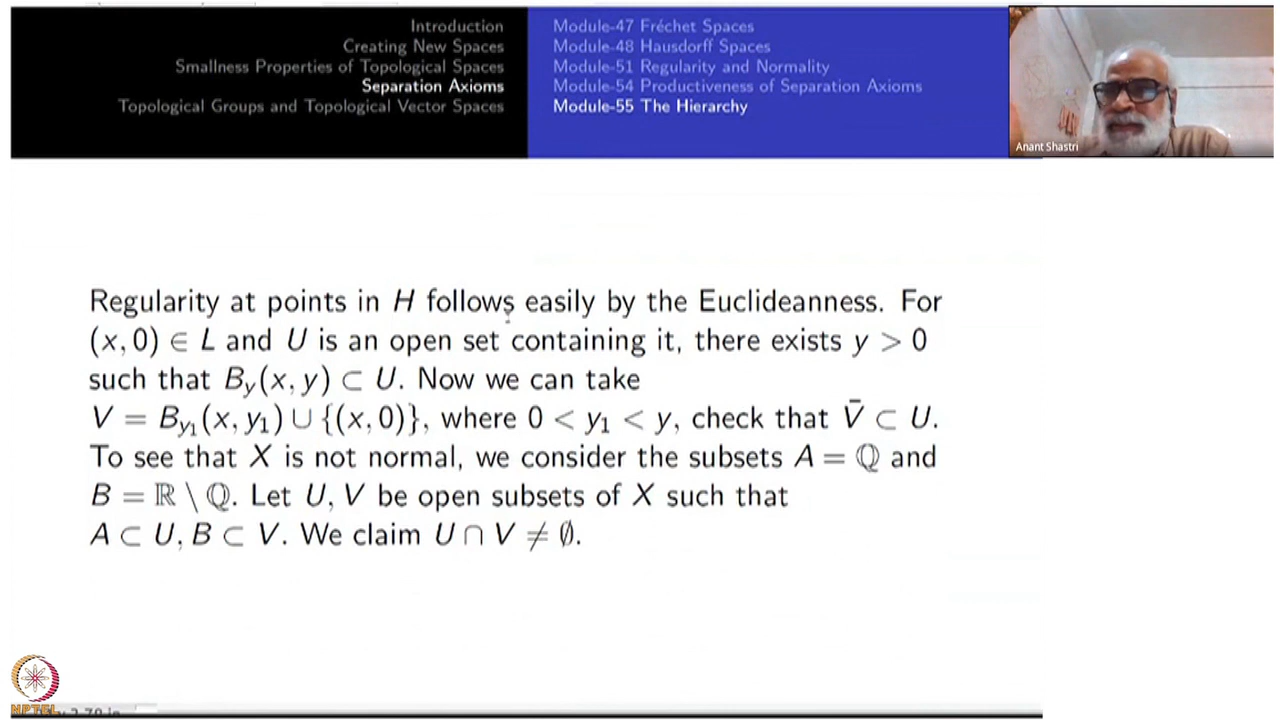 Introduction
Creating New Spaces
Smallness Properties of Topological Spaces
Separation Axioms
Topological Groups and Topological Vector Spaces
Module-47 Fréchet Spaces
Module-48 Hausdorff Spaces
Module-51 Regularity and Normality
Module-54 Productiveness of Separation Axioms
Module-55 The Hierarchy
Anant Shastri
Regularity at points in H follows easily by the Euclideanness. For
(x, 0) ∈ L and U is an open set containing it, there exists y > 0
such that B_y(x, y) ⊂ U. Now we can take
V = B_{y₁}(x, y₁) ∪ {(x, 0)}, where 0 < y₁ < y, check that V̄ ⊂ U.
To see that X is not normal, we consider the subsets A = ℚ and
B = ℝ \ ℚ. Let U, V be open subsets of X such that
A ⊂ U, B ⊂ V. We claim U ∩ V ≠ ∅.
NPTEL